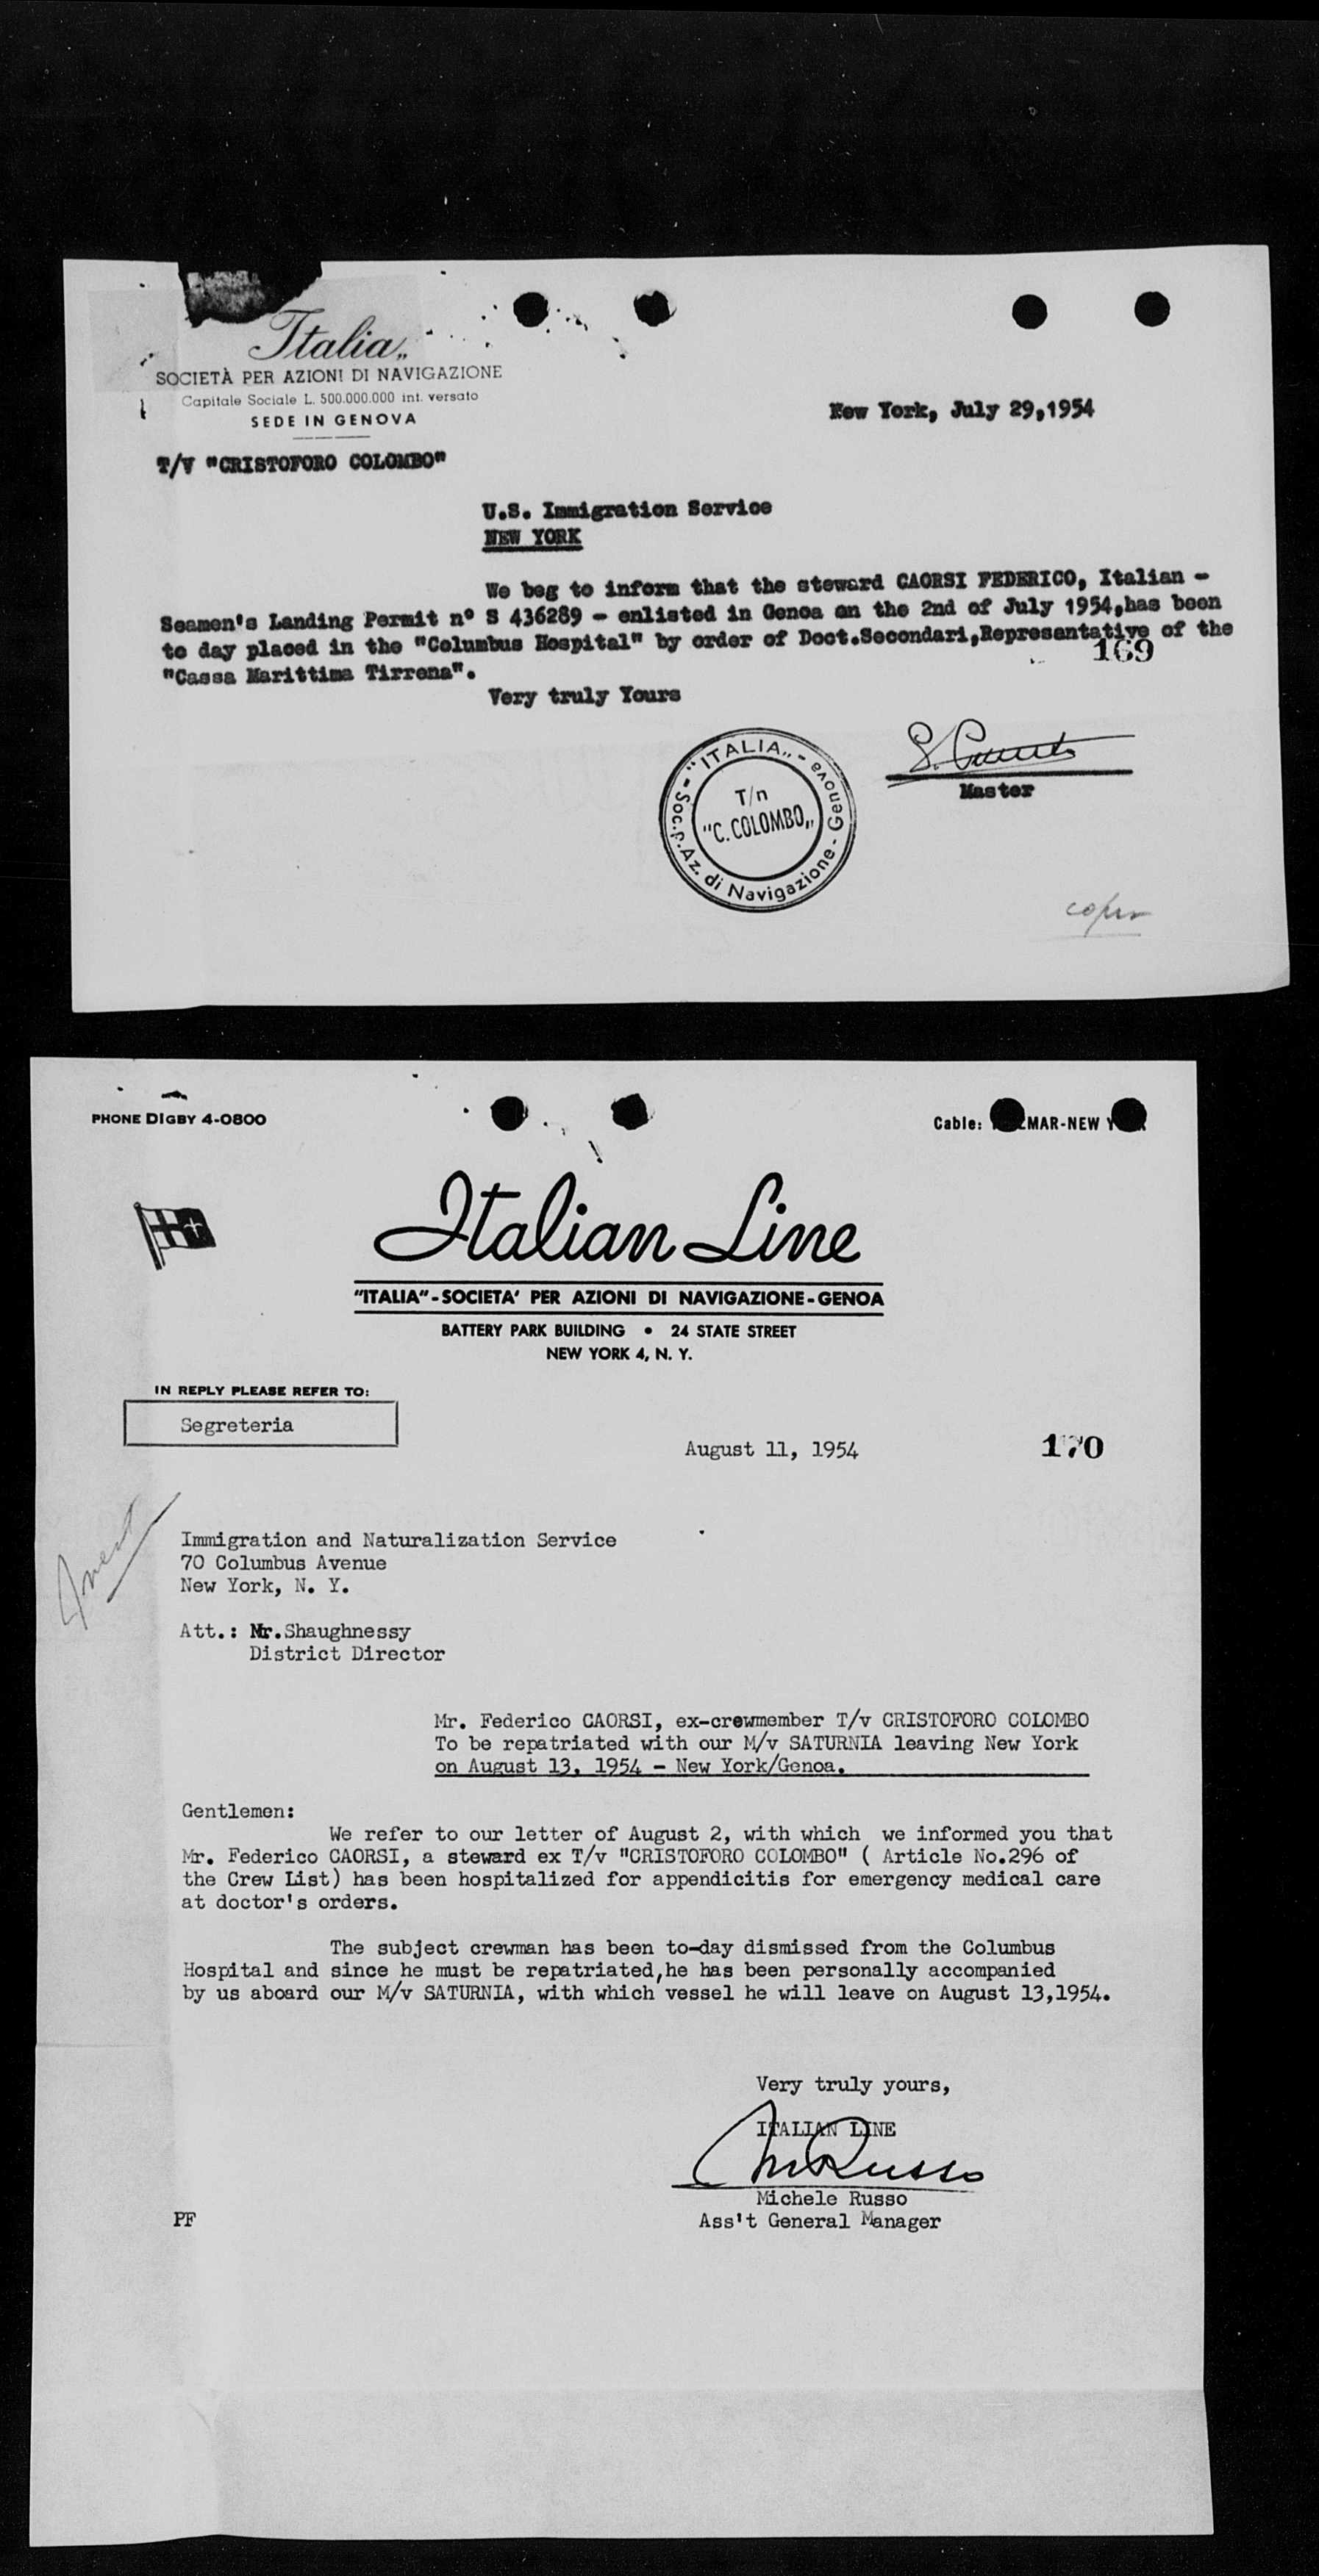 Italia„
SOCIETÀ PER AZIONI DI NAVIGAZIONE
Capitale Sociale L. 500.000.000 int. versato
SEDE IN GENOVA
New York, July 29,1954
T/V "CRISTOFORO COLOMBO"
U.S. Immigration Service
NEW YORK
We beg to inform that the steward CAORSI FEDERICO, Italian -
Seamen's Landing Permit nº S 436289 - enlisted in Genoa on the 2nd of July 1954,has been
to day placed in the "Columbus Hospital" by order of Doct.Secondari,Representative of the
169
"Cassa Marittima Tirrena".
Very truly Yours
"ITALIA„ - Soc.p.Az. di Navigazione - Genova
T/n
"C. COLOMBO„
Master
PHONE DIGBY 4-0800
Cable: MAR-NEW
Italian Line
"ITALIA"-SOCIETA' PER AZIONI DI NAVIGAZIONE-GENOA
BATTERY PARK BUILDING • 24 STATE STREET
NEW YORK 4, N. Y.
IN REPLY PLEASE REFER TO:
Segreteria
August 11, 1954
170
Immigration and Naturalization Service
70 Columbus Avenue
New York, N. Y.
Att.: Mr.Shaughnessy
District Director
Mr. Federico CAORSI, ex-crewmember T/v CRISTOFORO COLOMBO
To be repatriated with our M/v SATURNIA leaving New York
on August 13, 1954 - New York/Genoa.
Gentlemen:
We refer to our letter of August 2, with which we informed you that
Mr. Federico CAORSI, a steward ex T/v "CRISTOFORO COLOMBO" ( Article No.296 of
the Crew List) has been hospitalized for appendicitis for emergency medical care
at doctor's orders.
The subject crewman has been to-day dismissed from the Columbus
Hospital and since he must be repatriated,he has been personally accompanied
by us aboard our M/v SATURNIA, with which vessel he will leave on August 13,1954.
Very truly yours,
ITALIAN LINE
M Russo
Michele Russo
Ass't General Manager
PF